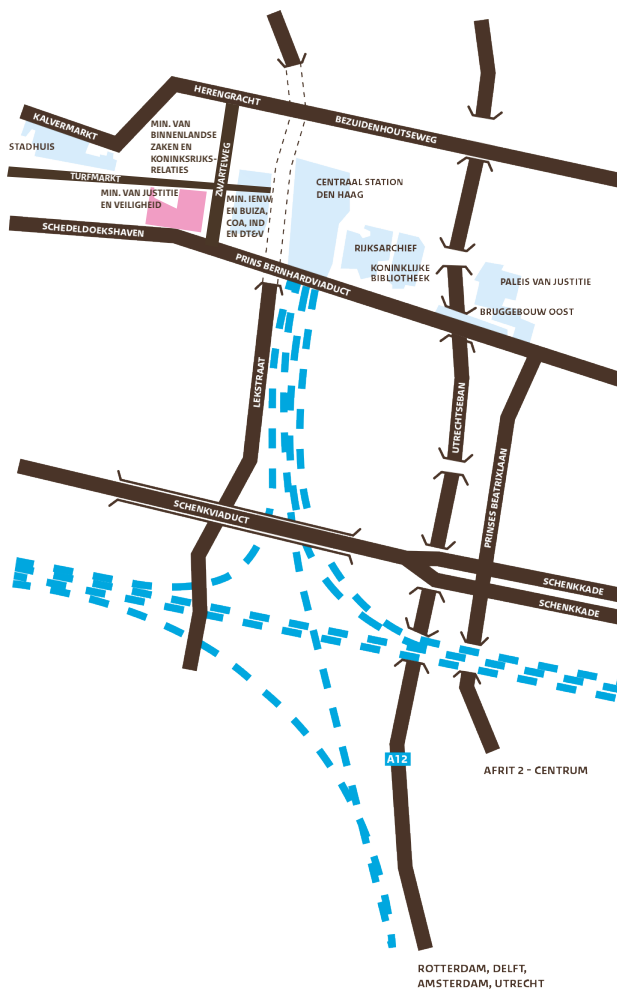 HERENGRACHT
KALVERMARKT
BEZUIDENHOUTSEWEG
MIN. VAN
BINNENLANDSE
ZAKEN EN
KONINKSRIJKS-
RELATIES
STADHUIS
ZWARTEWEG
TURFMARKT
CENTRAAL STATION
DEN HAAG
MIN. VAN JUSTITIE
EN VEILIGHEID
MIN. IENW
EN BUIZA,
COA, IND
EN DT&V
SCHEDELDOEKSHAVEN
RIJKSARCHIEF
PRINS BERNHARDVIADUCT
KONINKLIJKE
BIBLIOTHEEK
PALEIS VAN JUSTITIE
BRUGGEBOUW OOST
LEKSTRAAT
UTRECHTSEBAN
PRINSES BEATRIXLAAN
SCHENKVIADUCT
SCHENKKADE
SCHENKKADE
A12
AFRIT 2 - CENTRUM
ROTTERDAM, DELFT,
AMSTERDAM, UTRECHT